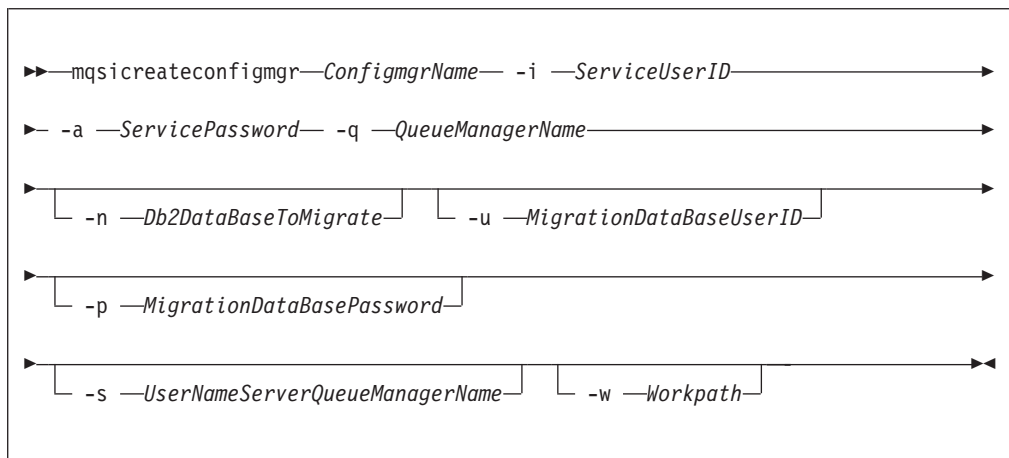 mqsicreateconfigmgr ConfigmgrName -i ServiceUserID
-a ServicePassword -q QueueManagerName
-n Db2DataBaseToMigrate -u MigrationDataBaseUserID
-p MigrationDataBasePassword
-s UserNameServerQueueManagerName -w Workpath